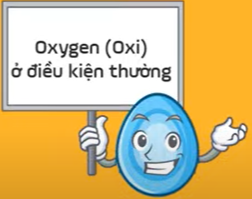 Oxygen (Oxi)
ở điều kiện thường